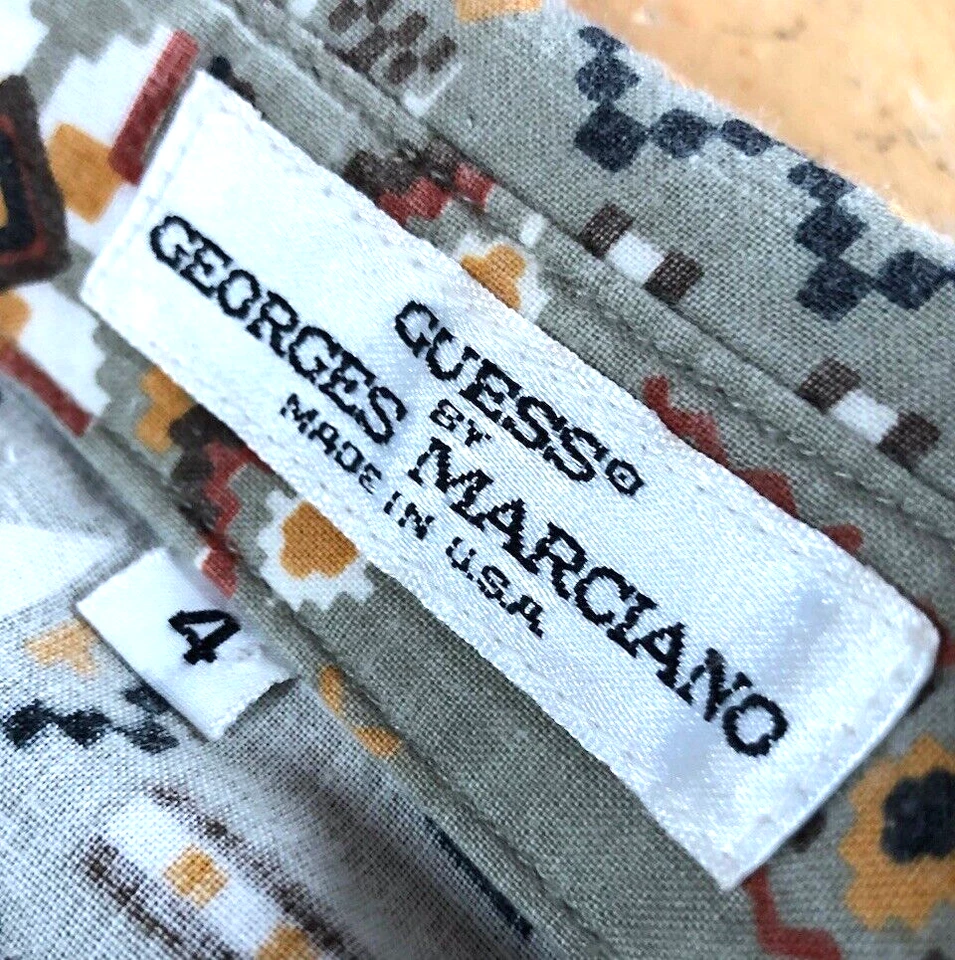 GUESS®
BY
GEORGES MARCIANO
MADE IN U.S.A.
4